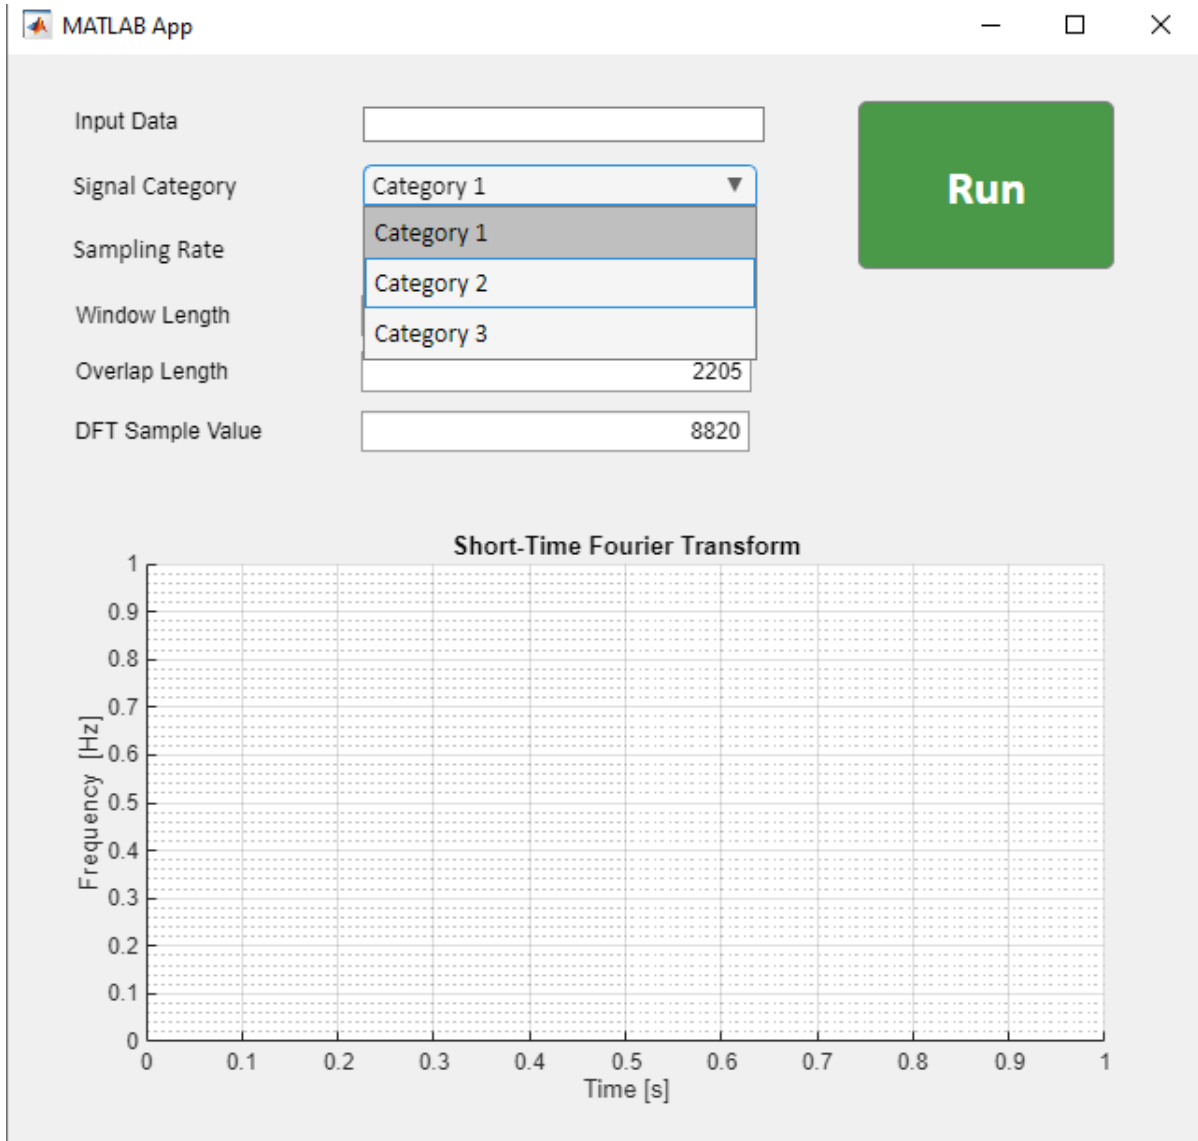 MATLAB App
Input Data
Signal Category Category 1
Category 1
Sampling Rate
Category 2
Window Length
Category 3
Overlap Length 2205
DFT Sample Value 8820
Run
Short-Time Fourier Transform
1
0.9
0.8
0.7
0.6
0.5
0.4
0.3
0.2
0.1
0
Frequency [Hz]
0 0.1 0.2 0.3 0.4 0.5 0.6 0.7 0.8 0.9 1
Time [s]